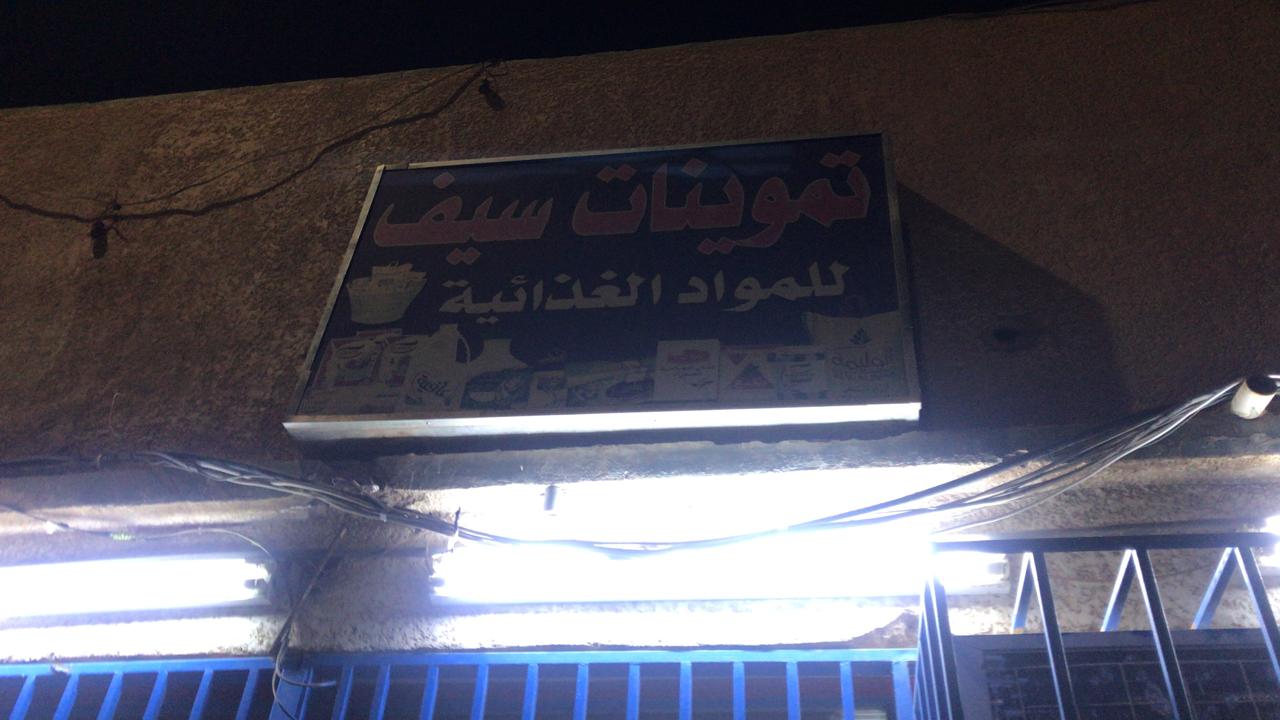 تموينات سيف
للمواد الغذائية